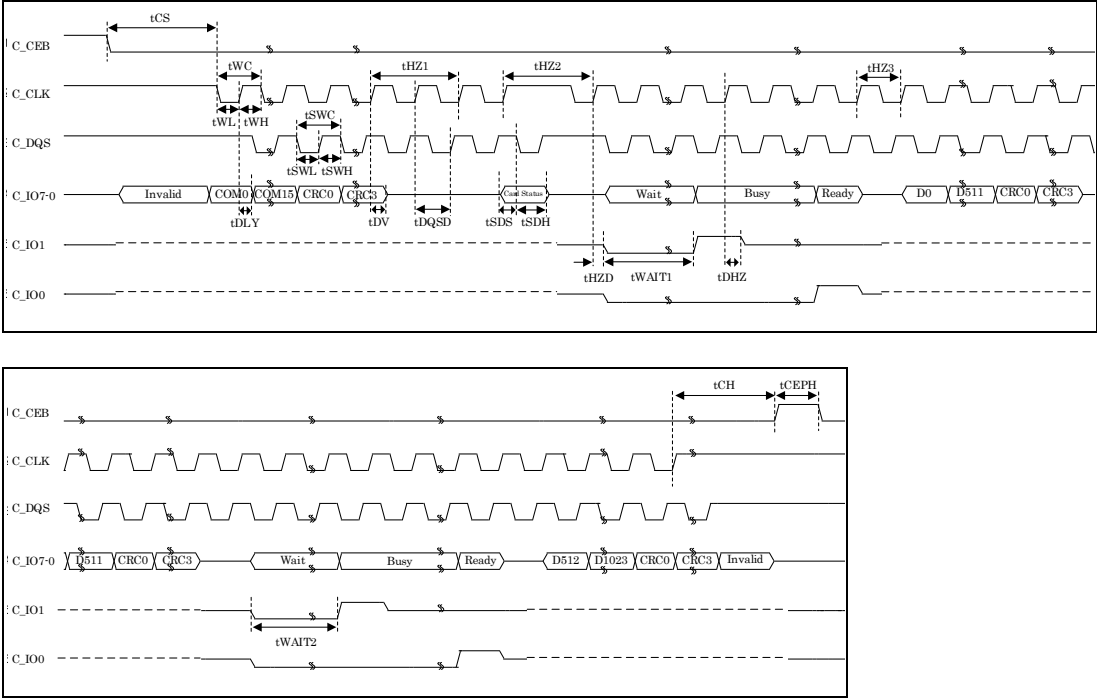 tCS
C_CEB
tWC tHZ1 tHZ2 tHZ3
C_CLK
tWL tWH tSWC
C_DQS
tSWL tSWH
C_IO7-0 Invalid COM0 COM15 CRC0 CRC3 Card Status Wait Busy Ready D0 D511 CRC0 CRC3
tDLY tDV tDQSD tSDS tSDH
C_IO1
tHZD tWAIT1 tDHZ
C_IO0
tCH tCEPH
C_CEB
C_CLK
C_DQS
C_IO7-0 D511 CRC0 CRC3 Wait Busy Ready D512 D1023 CRC0 CRC3 Invalid
C_IO1
tWAIT2
C_IO0